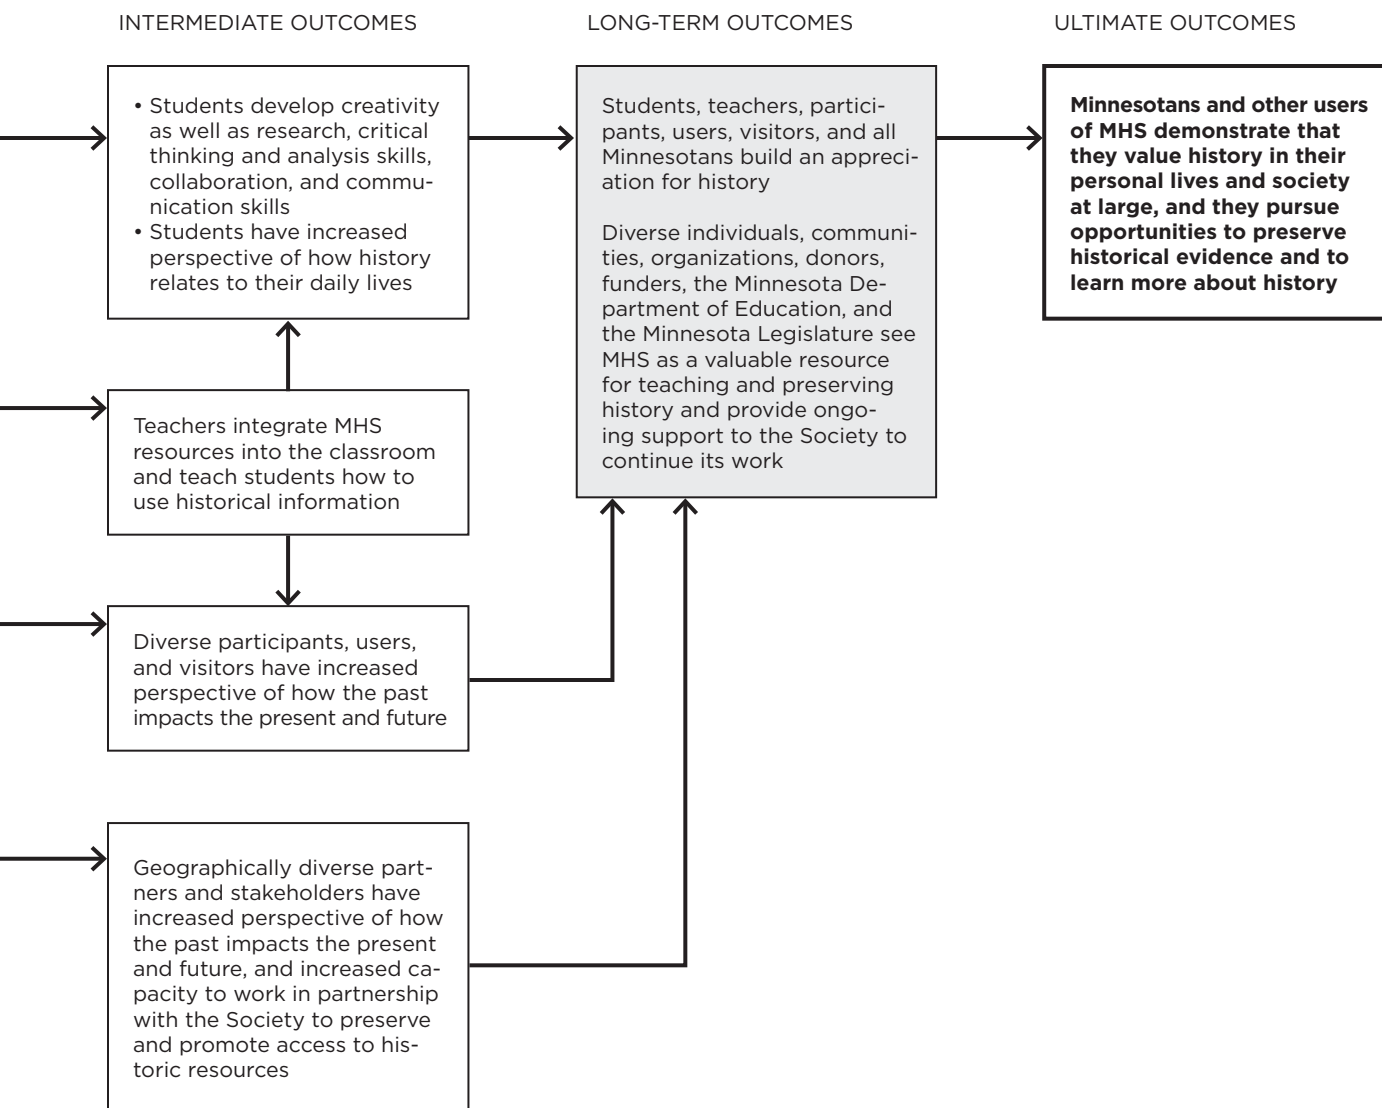 INTERMEDIATE OUTCOMES
LONG-TERM OUTCOMES
ULTIMATE OUTCOMES
• Students develop creativity
as well as research, critical
thinking and analysis skills,
collaboration, and commu-
nication skills
• Students have increased
perspective of how history
relates to their daily lives
Teachers integrate MHS
resources into the classroom
and teach students how to
use historical information
Diverse participants, users,
and visitors have increased
perspective of how the past
impacts the present and future
Geographically diverse part-
ners and stakeholders have
increased perspective of how
the past impacts the present
and future, and increased ca-
pacity to work in partnership
with the Society to preserve
and promote access to his-
toric resources
Students, teachers, partici-
pants, users, visitors, and all
Minnesotans build an appreci-
ation for history
Diverse individuals, communi-
ties, organizations, donors,
funders, the Minnesota De-
partment of Education, and
the Minnesota Legislature see
MHS as a valuable resource
for teaching and preserving
history and provide ongo-
ing support to the Society to
continue its work
Minnesotans and other users
of MHS demonstrate that
they value history in their
personal lives and society
at large, and they pursue
opportunities to preserve
historical evidence and to
learn more about history